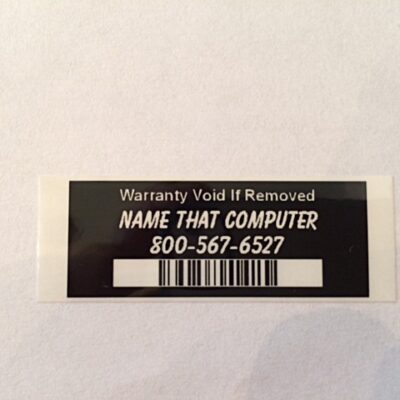 Warranty Void If Removed
NAME THAT COMPUTER
800-567-6527